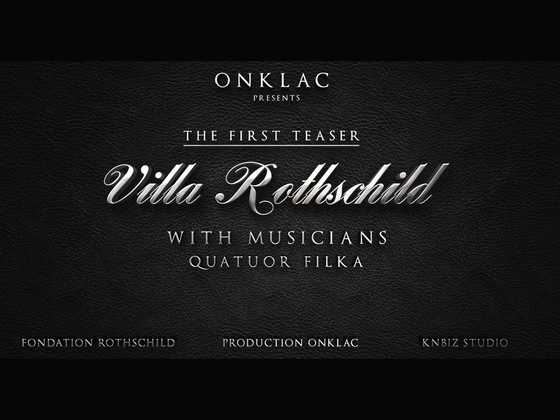 ONKLAC
PRESENTS
THE FIRST TEASER
Villa Rothschild
WITH MUSICIANS
QUATUOR FILKA
FONDATION ROTHSCHILD PRODUCTION ONKLAC KNBIZ STUDIO